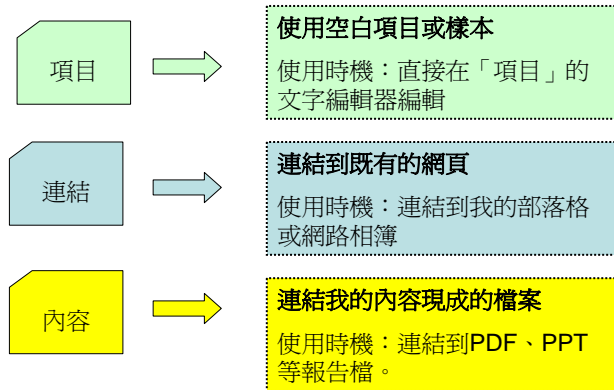 項目
使用空白項目或樣本
使用時機：直接在「項目」的
文字編輯器編輯
連結
連結到既有的網頁
使用時機：連結到我的部落格
或網路相簿
內容
連結我的內容現成的檔案
使用時機：連結到PDF、PPT
等報告檔。